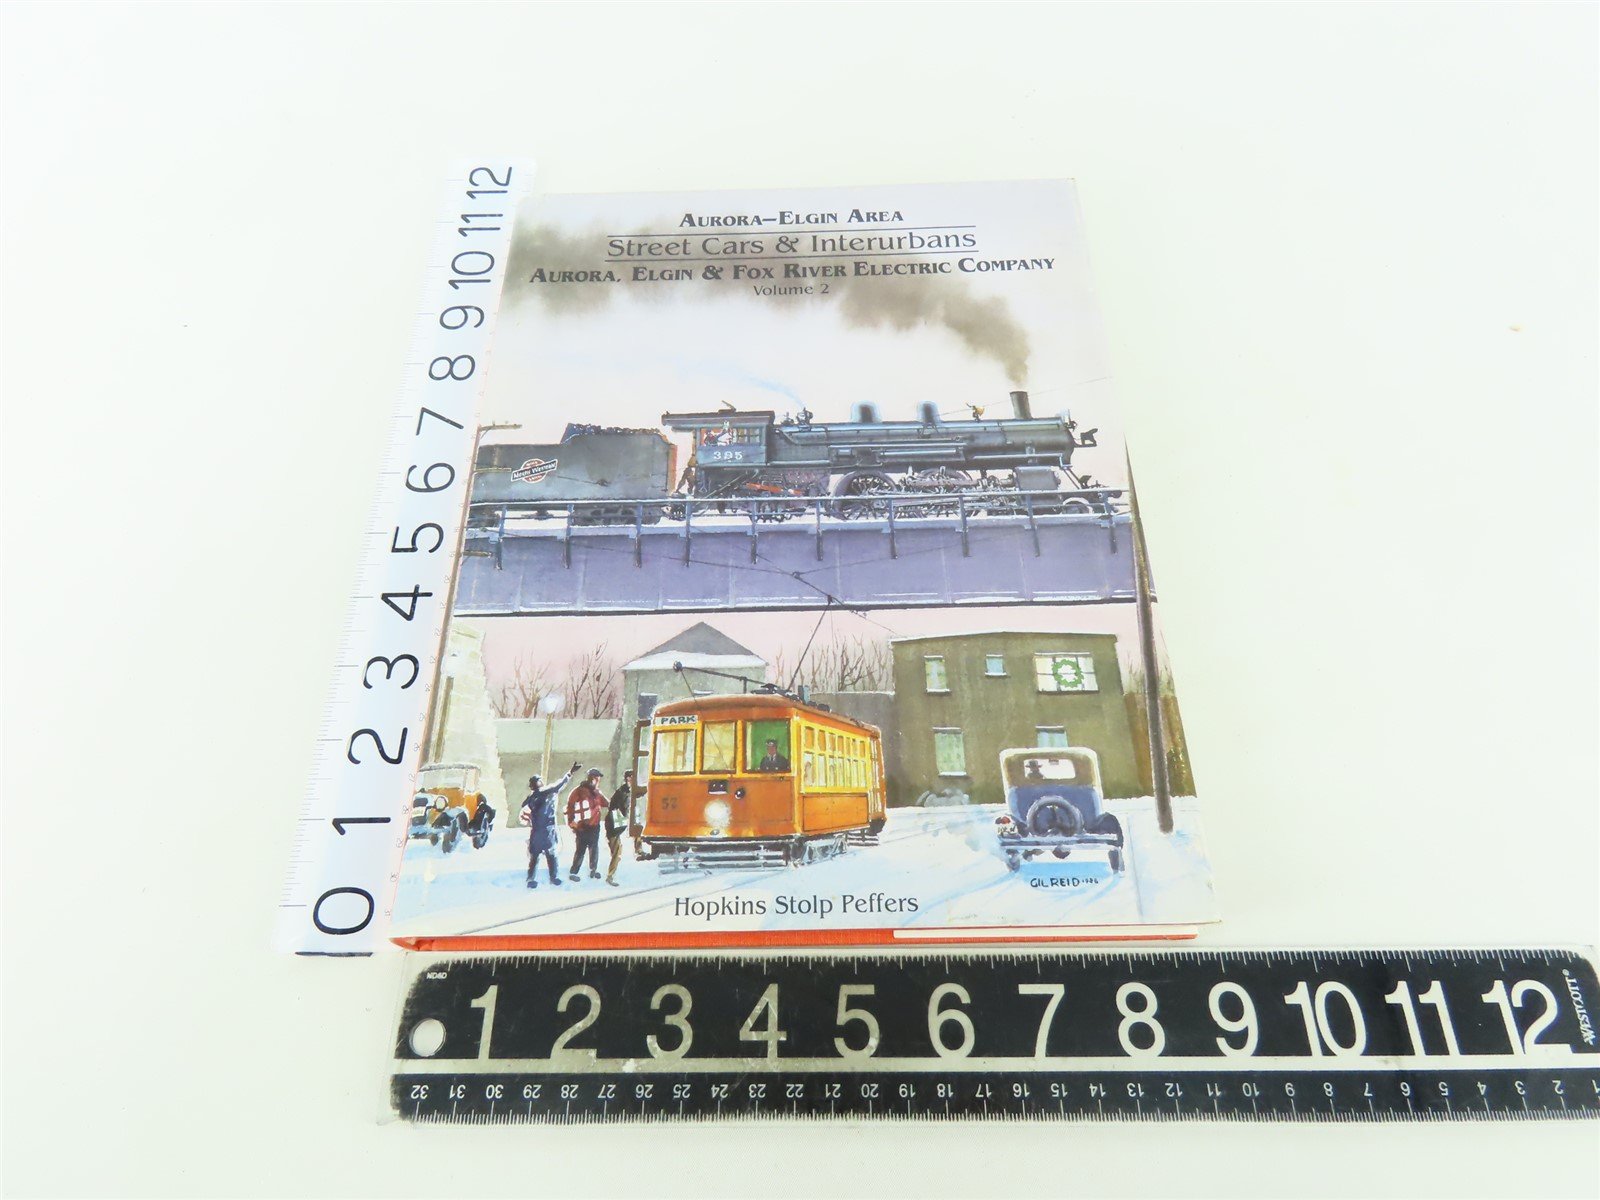 AURORA–ELGIN AREA
Street Cars & Interurbans
AURORA, ELGIN & FOX RIVER ELECTRIC COMPANY
Volume 2
395
NORTH WESTERN
PARK
57
GIL REID
Hopkins Stolp Peffers
12
11
10
9
8
7
6
5
4
3
2
1
0
1 2 3 4 5 6 7 8 9 10 11 12
WESTCOTT®
32 31 30 29 28 27 26 25 24 23 22 21 20 19 18 17 16 15 14 13 12 11 10 9 8 7 6 5 4 3 2 1